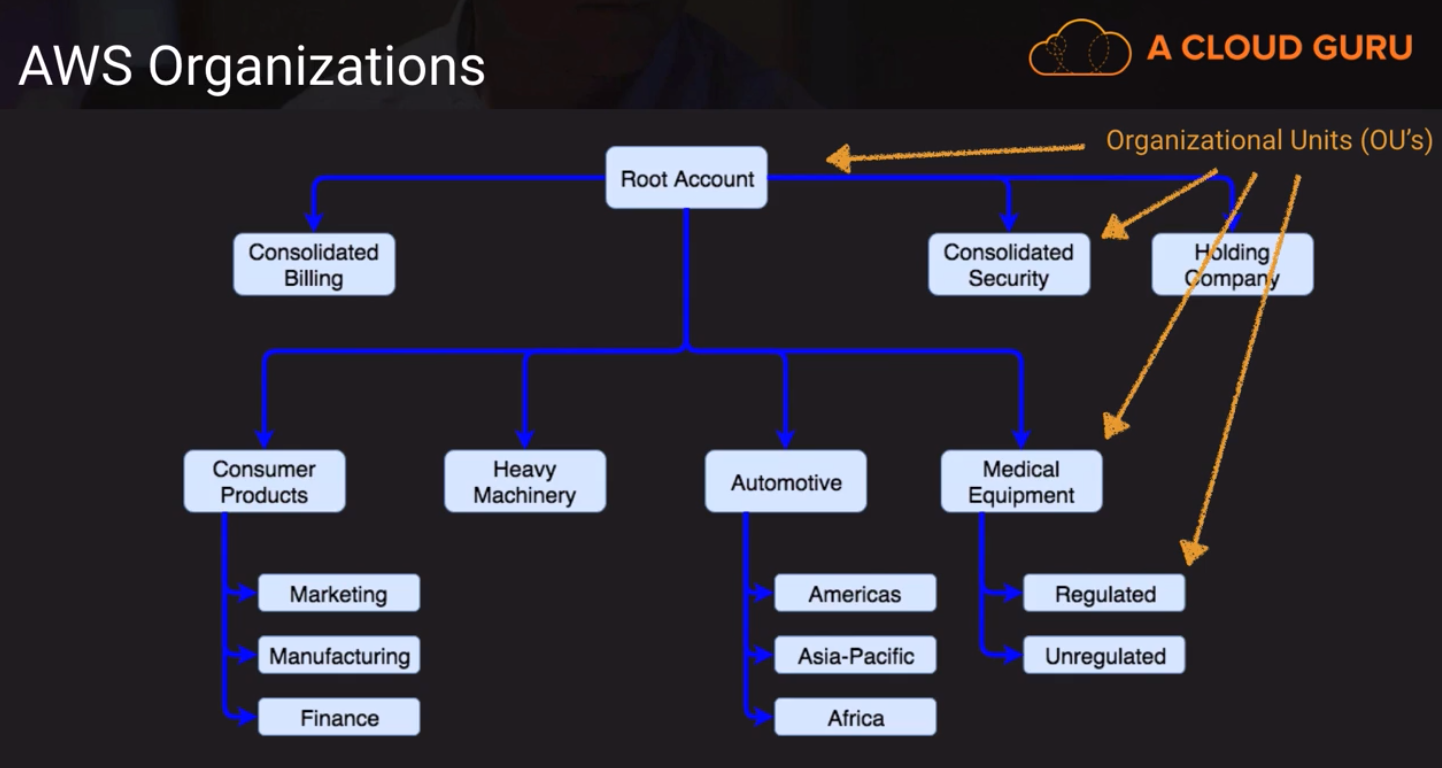 AWS Organizations
A CLOUD GURU
Organizational Units (OU's)
Root Account
Consolidated
Billing
Consolidated
Security
Holding
Company
Consumer
Products
Heavy
Machinery
Automotive
Medical
Equipment
Marketing
Manufacturing
Finance
Americas
Asia-Pacific
Africa
Regulated
Unregulated